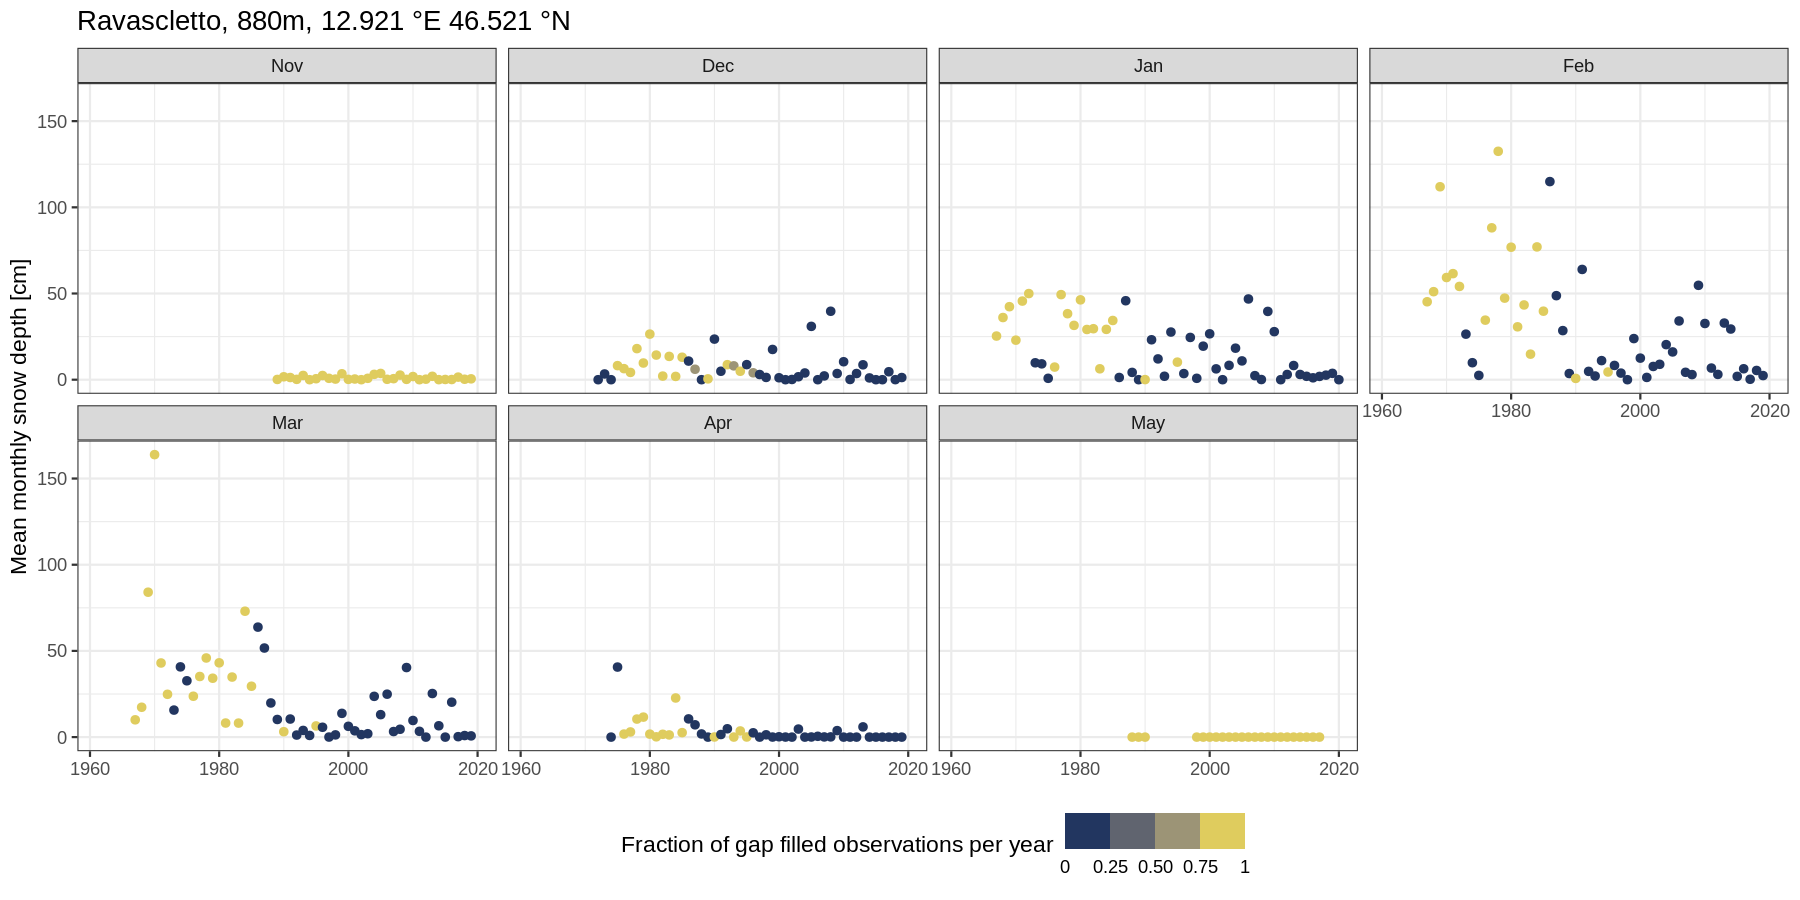 Ravascletto, 880m, 12.921 °E 46.521 °N
Nov
Dec
Jan
Feb
150
100
50
0
1960
1980
2000
2020
Mean monthly snow depth [cm]
Mar
Apr
May
150
100
50
0
1960
1980
2000
2020
1960
1980
2000
2020
1960
1980
2000
2020
Fraction of gap filled observations per year
0
0.25
0.50
0.75
1